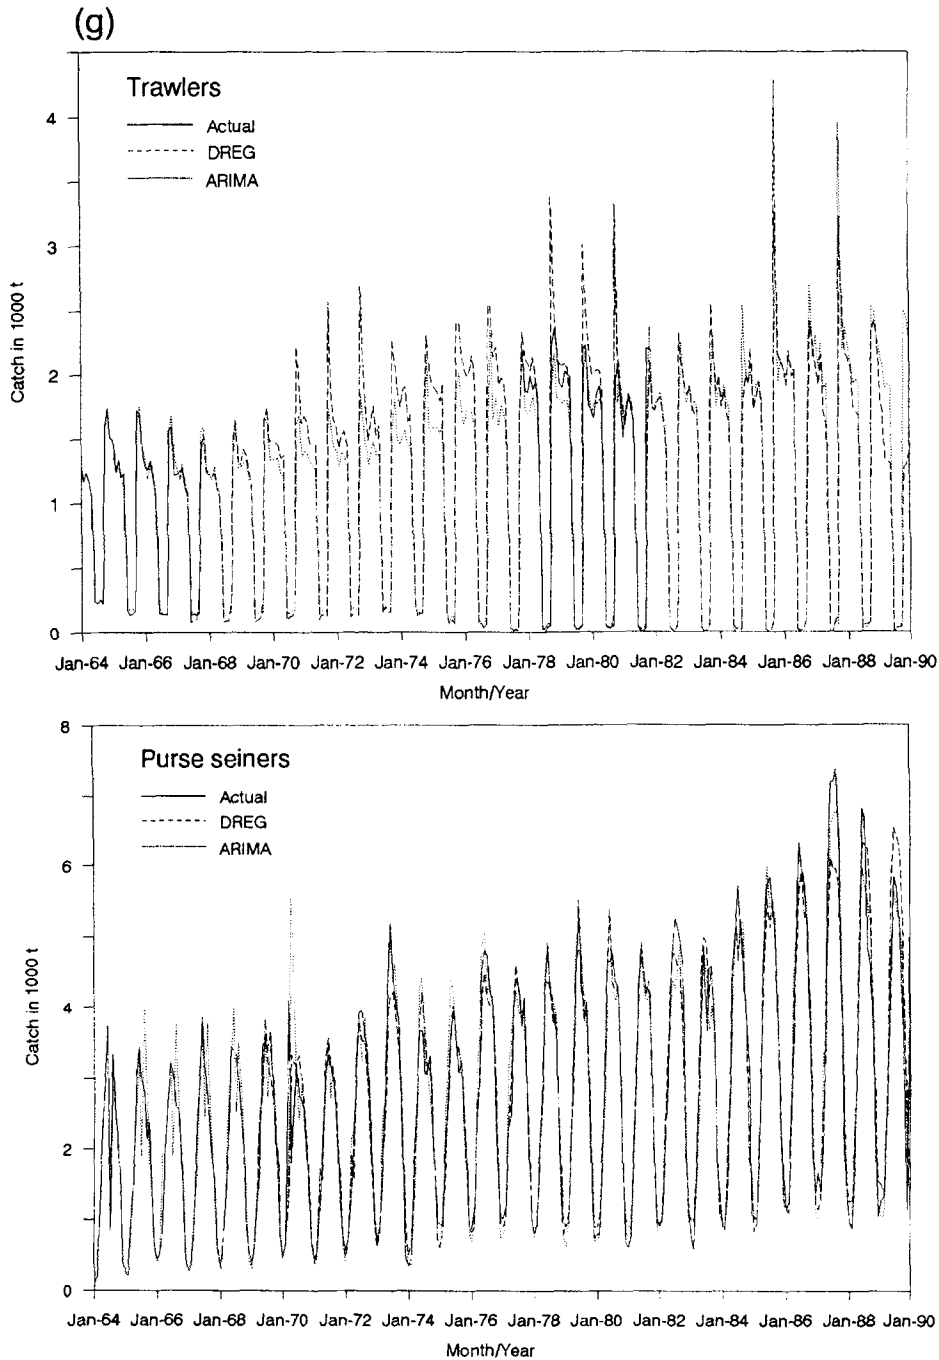 (g)
Trawlers
Actual
DREG
ARIMA
4
3
2
1
0
Catch in 1000 t
Jan-64 Jan-66 Jan-68 Jan-70 Jan-72 Jan-74 Jan-76 Jan-78 Jan-80 Jan-82 Jan-84 Jan-86 Jan-88 Jan-90
Month/Year
Purse seiners
Actual
DREG
ARIMA
8
6
4
2
0
Catch in 1000 t
Jan-64 Jan-66 Jan-68 Jan-70 Jan-72 Jan-74 Jan-76 Jan-78 Jan-80 Jan-82 Jan-84 Jan-86 Jan-88 Jan-90
Month/Year